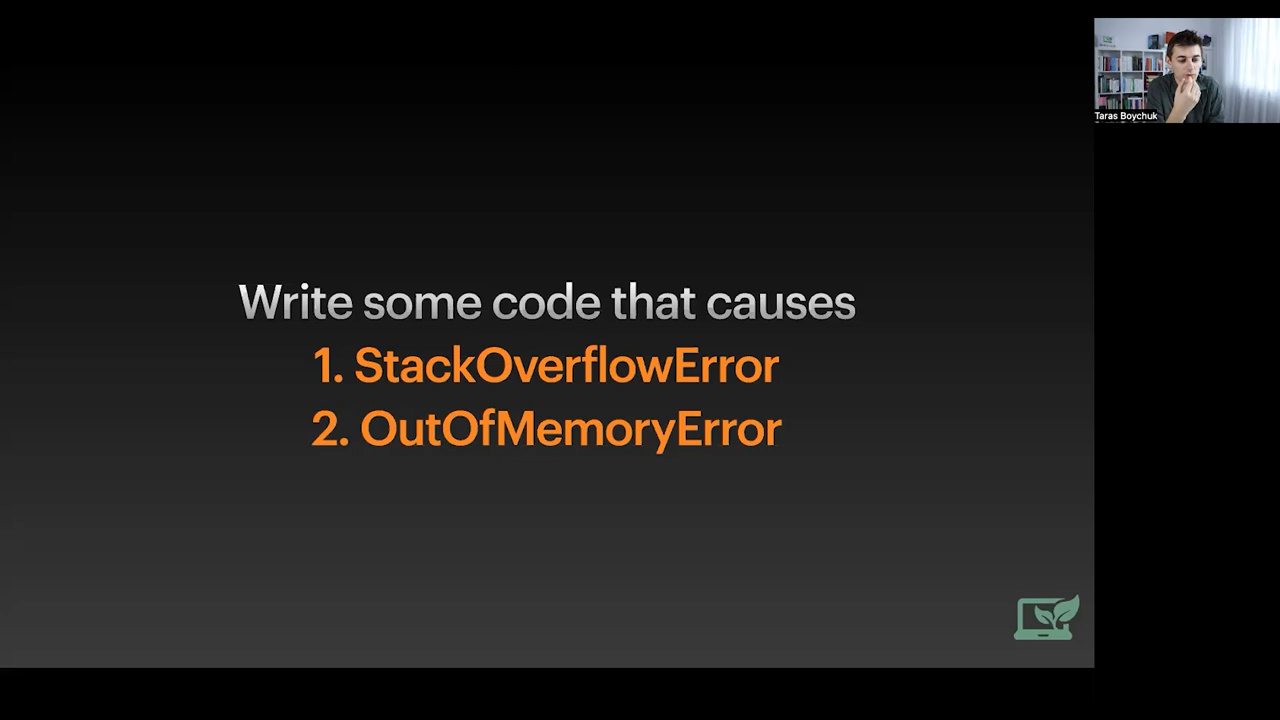 Write some code that causes
1. StackOverflowError
2. OutOfMemoryError
Taras Boychuk